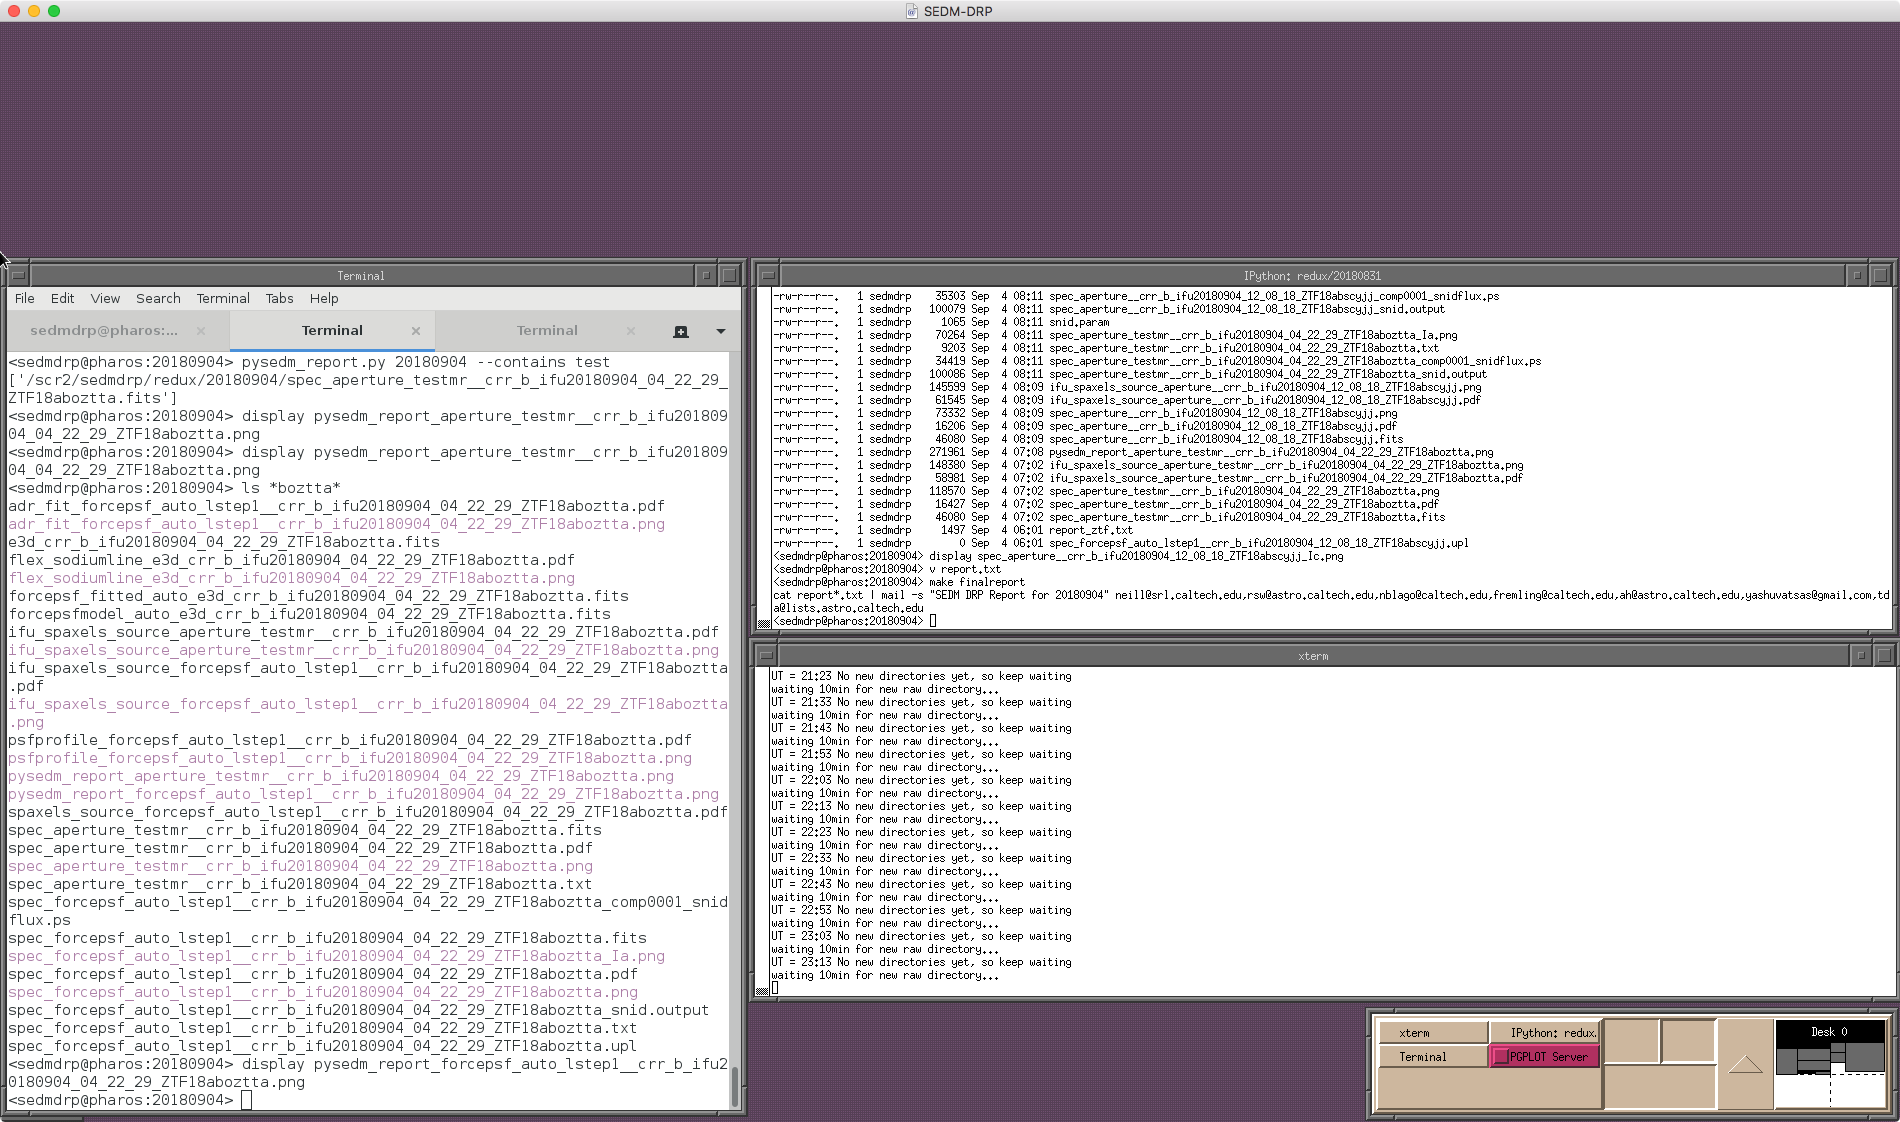 SEDM-DRP
Terminal
File Edit View Search Terminal Tabs Help
sedmdrp@pharos:... Terminal Terminal
<sedmdrp@pharos:20180904> pysedm_report.py 20180904 --contains test
['/scr2/sedmdrp/redux/20180904/spec_aperture_testmr__crr_b_ifu20180904_04_22_29_
ZTF18aboztta.fits']
<sedmdrp@pharos:20180904> display pysedm_report_aperture_testmr__crr_b_ifu201809
04_04_22_29_ZTF18aboztta.png
<sedmdrp@pharos:20180904> display pysedm_report_aperture_testmr__crr_b_ifu201809
04_04_22_29_ZTF18aboztta.png
<sedmdrp@pharos:20180904> ls *boztta*
adr_fit_forcepsf_auto_lstep1__crr_b_ifu20180904_04_22_29_ZTF18aboztta.pdf
adr_fit_forcepsf_auto_lstep1__crr_b_ifu20180904_04_22_29_ZTF18aboztta.png
e3d_crr_b_ifu20180904_04_22_29_ZTF18aboztta.fits
flex_sodiumline_e3d_crr_b_ifu20180904_04_22_29_ZTF18aboztta.pdf
flex_sodiumline_e3d_crr_b_ifu20180904_04_22_29_ZTF18aboztta.png
forcepsf_fitted_auto_e3d_crr_b_ifu20180904_04_22_29_ZTF18aboztta.fits
forcepsfmodel_auto_e3d_crr_b_ifu20180904_04_22_29_ZTF18aboztta.fits
ifu_spaxels_source_aperture_testmr__crr_b_ifu20180904_04_22_29_ZTF18aboztta.pdf
ifu_spaxels_source_aperture_testmr__crr_b_ifu20180904_04_22_29_ZTF18aboztta.png
ifu_spaxels_source_forcepsf_auto_lstep1__crr_b_ifu20180904_04_22_29_ZTF18aboztta
.pdf
ifu_spaxels_source_forcepsf_auto_lstep1__crr_b_ifu20180904_04_22_29_ZTF18aboztta
.png
psfprofile_forcepsf_auto_lstep1__crr_b_ifu20180904_04_22_29_ZTF18aboztta.pdf
psfprofile_forcepsf_auto_lstep1__crr_b_ifu20180904_04_22_29_ZTF18aboztta.png
pysedm_report_aperture_testmr__crr_b_ifu20180904_04_22_29_ZTF18aboztta.png
pysedm_report_forcepsf_auto_lstep1__crr_b_ifu20180904_04_22_29_ZTF18aboztta.png
spaxels_source_forcepsf_auto_lstep1__crr_b_ifu20180904_04_22_29_ZTF18aboztta.pdf
spec_aperture_testmr__crr_b_ifu20180904_04_22_29_ZTF18aboztta.fits
spec_aperture_testmr__crr_b_ifu20180904_04_22_29_ZTF18aboztta.pdf
spec_aperture_testmr__crr_b_ifu20180904_04_22_29_ZTF18aboztta.png
spec_aperture_testmr__crr_b_ifu20180904_04_22_29_ZTF18aboztta.txt
spec_forcepsf_auto_lstep1__crr_b_ifu20180904_04_22_29_ZTF18aboztta_comp0001_snid
flux.ps
spec_forcepsf_auto_lstep1__crr_b_ifu20180904_04_22_29_ZTF18aboztta.fits
spec_forcepsf_auto_lstep1__crr_b_ifu20180904_04_22_29_ZTF18aboztta_Ia.png
spec_forcepsf_auto_lstep1__crr_b_ifu20180904_04_22_29_ZTF18aboztta.pdf
spec_forcepsf_auto_lstep1__crr_b_ifu20180904_04_22_29_ZTF18aboztta.png
spec_forcepsf_auto_lstep1__crr_b_ifu20180904_04_22_29_ZTF18aboztta_snid.output
spec_forcepsf_auto_lstep1__crr_b_ifu20180904_04_22_29_ZTF18aboztta.txt
spec_forcepsf_auto_lstep1__crr_b_ifu20180904_04_22_29_ZTF18aboztta.upl
<sedmdrp@pharos:20180904> display pysedm_report_forcepsf_auto_lstep1__crr_b_ifu2
0180904_04_22_29_ZTF18aboztta.png
<sedmdrp@pharos:20180904>
IPython: redux/20180831
-rw-r--r--. 1 sedmdrp 35303 Sep 4 08:11 spec_aperture__crr_b_ifu20180904_12_08_18_ZTF18abscyjj_comp0001_snidflux.ps
-rw-r--r--. 1 sedmdrp 100079 Sep 4 08:11 spec_aperture__crr_b_ifu20180904_12_08_18_ZTF18abscyjj_snid.output
-rw-r--r--. 1 sedmdrp 1065 Sep 4 08:11 snid.param
-rw-r--r--. 1 sedmdrp 70264 Sep 4 08:11 spec_aperture_testmr__crr_b_ifu20180904_04_22_29_ZTF18aboztta_Ia.png
-rw-r--r--. 1 sedmdrp 9203 Sep 4 08:11 spec_aperture_testmr__crr_b_ifu20180904_04_22_29_ZTF18aboztta.txt
-rw-r--r--. 1 sedmdrp 34419 Sep 4 08:11 spec_aperture_testmr__crr_b_ifu20180904_04_22_29_ZTF18aboztta_comp0001_snidflux.ps
-rw-r--r--. 1 sedmdrp 100086 Sep 4 08:11 spec_aperture_testmr__crr_b_ifu20180904_04_22_29_ZTF18aboztta_snid.output
-rw-r--r--. 1 sedmdrp 145599 Sep 4 08:09 ifu_spaxels_source_aperture__crr_b_ifu20180904_12_08_18_ZTF18abscyjj.png
-rw-r--r--. 1 sedmdrp 61545 Sep 4 08:09 ifu_spaxels_source_aperture__crr_b_ifu20180904_12_08_18_ZTF18abscyjj.pdf
-rw-r--r--. 1 sedmdrp 73332 Sep 4 08:09 spec_aperture__crr_b_ifu20180904_12_08_18_ZTF18abscyjj.png
-rw-r--r--. 1 sedmdrp 16206 Sep 4 08:09 spec_aperture__crr_b_ifu20180904_12_08_18_ZTF18abscyjj.pdf
-rw-r--r--. 1 sedmdrp 46080 Sep 4 08:09 spec_aperture__crr_b_ifu20180904_12_08_18_ZTF18abscyjj.fits
-rw-r--r--. 1 sedmdrp 271961 Sep 4 07:08 pysedm_report_aperture_testmr__crr_b_ifu20180904_04_22_29_ZTF18aboztta.png
-rw-r--r--. 1 sedmdrp 148380 Sep 4 07:02 ifu_spaxels_source_aperture_testmr__crr_b_ifu20180904_04_22_29_ZTF18aboztta.png
-rw-r--r--. 1 sedmdrp 58981 Sep 4 07:02 ifu_spaxels_source_aperture_testmr__crr_b_ifu20180904_04_22_29_ZTF18aboztta.pdf
-rw-r--r--. 1 sedmdrp 118570 Sep 4 07:02 spec_aperture_testmr__crr_b_ifu20180904_04_22_29_ZTF18aboztta.png
-rw-r--r--. 1 sedmdrp 16427 Sep 4 07:02 spec_aperture_testmr__crr_b_ifu20180904_04_22_29_ZTF18aboztta.pdf
-rw-r--r--. 1 sedmdrp 46080 Sep 4 07:02 spec_aperture_testmr__crr_b_ifu20180904_04_22_29_ZTF18aboztta.fits
-rw-r--r--. 1 sedmdrp 1497 Sep 4 06:01 report_ztf.txt
-rw-r--r--. 1 sedmdrp 0 Sep 4 06:01 spec_forcepsf_auto_lstep1__crr_b_ifu20180904_12_08_18_ZTF18abscyjj.upl
<sedmdrp@pharos:20180904> display spec_aperture__crr_b_ifu20180904_12_08_18_ZTF18abscyjj_Ic.png
<sedmdrp@pharos:20180904> v report.txt
<sedmdrp@pharos:20180904> make finalreport
cat report*.txt | mail -s "SEDM DRP Report for 20180904" neill@srl.caltech.edu,rsw@astro.caltech.edu,nblago@caltech.edu,fremling@caltech.edu,ah@astro.caltech.edu,yashuvatsas@gmail.com,td
a@lists.astro.caltech.edu
<sedmdrp@pharos:20180904>
xterm
UT = 21:23 No new directories yet, so keep waiting
waiting 10min for new raw directory...
UT = 21:33 No new directories yet, so keep waiting
waiting 10min for new raw directory...
UT = 21:43 No new directories yet, so keep waiting
waiting 10min for new raw directory...
UT = 21:53 No new directories yet, so keep waiting
waiting 10min for new raw directory...
UT = 22:03 No new directories yet, so keep waiting
waiting 10min for new raw directory...
UT = 22:13 No new directories yet, so keep waiting
waiting 10min for new raw directory...
UT = 22:23 No new directories yet, so keep waiting
waiting 10min for new raw directory...
UT = 22:33 No new directories yet, so keep waiting
waiting 10min for new raw directory...
UT = 22:43 No new directories yet, so keep waiting
waiting 10min for new raw directory...
UT = 22:53 No new directories yet, so keep waiting
waiting 10min for new raw directory...
UT = 23:03 No new directories yet, so keep waiting
waiting 10min for new raw directory...
UT = 23:13 No new directories yet, so keep waiting
waiting 10min for new raw directory...
xterm IPython: redux. Desk 0
Terminal PGPLOT Server